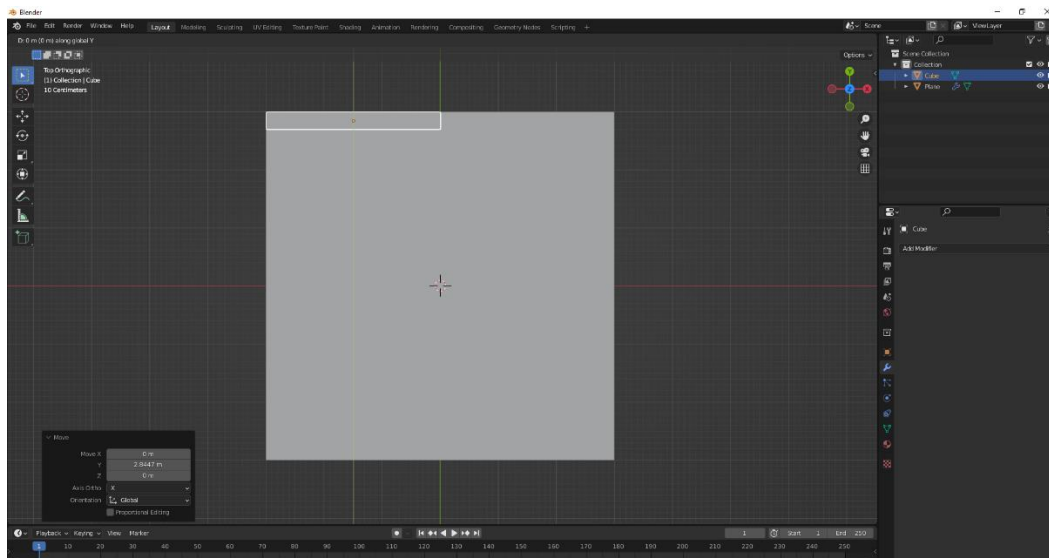 Blender
File Edit Render Window Help Layout Modeling Sculpting UV Editing Texture Paint Shading Animation Rendering Compositing Geometry Nodes Scripting + Scene ViewLayer
D: 0 m (0 m) along global Y
Options
Top Orthographic
(1) Collection | Cube
10 Centimeters
Y
Z
X
Scene Collection
Collection
Cube
Plano
Cube
Add Modifier
Move
Move X 0 m
Y 2.8447 m
Z 0 m
Axis Ortho X
Orientation Global
Proportional Editing
Playback Keying View Marker 1 Start 1 End 250
1 10 20 30 40 50 60 70 80 90 100 110 120 130 140 150 160 170 180 190 200 210 220 230 240 250